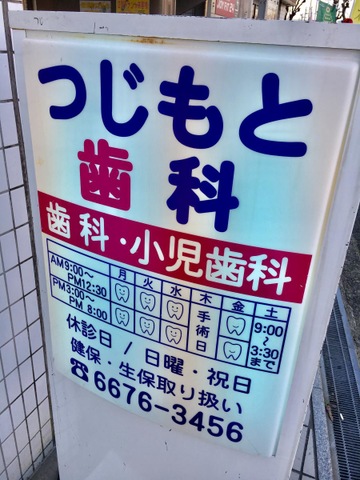 つじもと
歯科
歯科・小児歯科
月 火 水 木 金 土
AM9:00〜
PM12:30
PM3:00〜
PM 8:00
手術日
9:00
〜
3:30
まで
休診日 / 日曜・祝日
健保・生保取り扱い
☎6676-3456